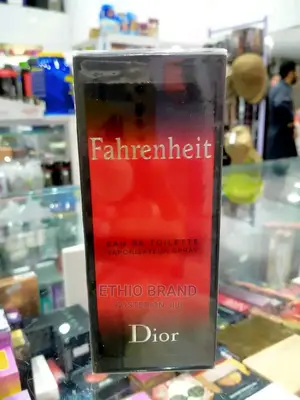 Fahrenheit
EAU DE TOILETTE
VAPORISATEUR SPRAY
ETHIO BRAND
Dior